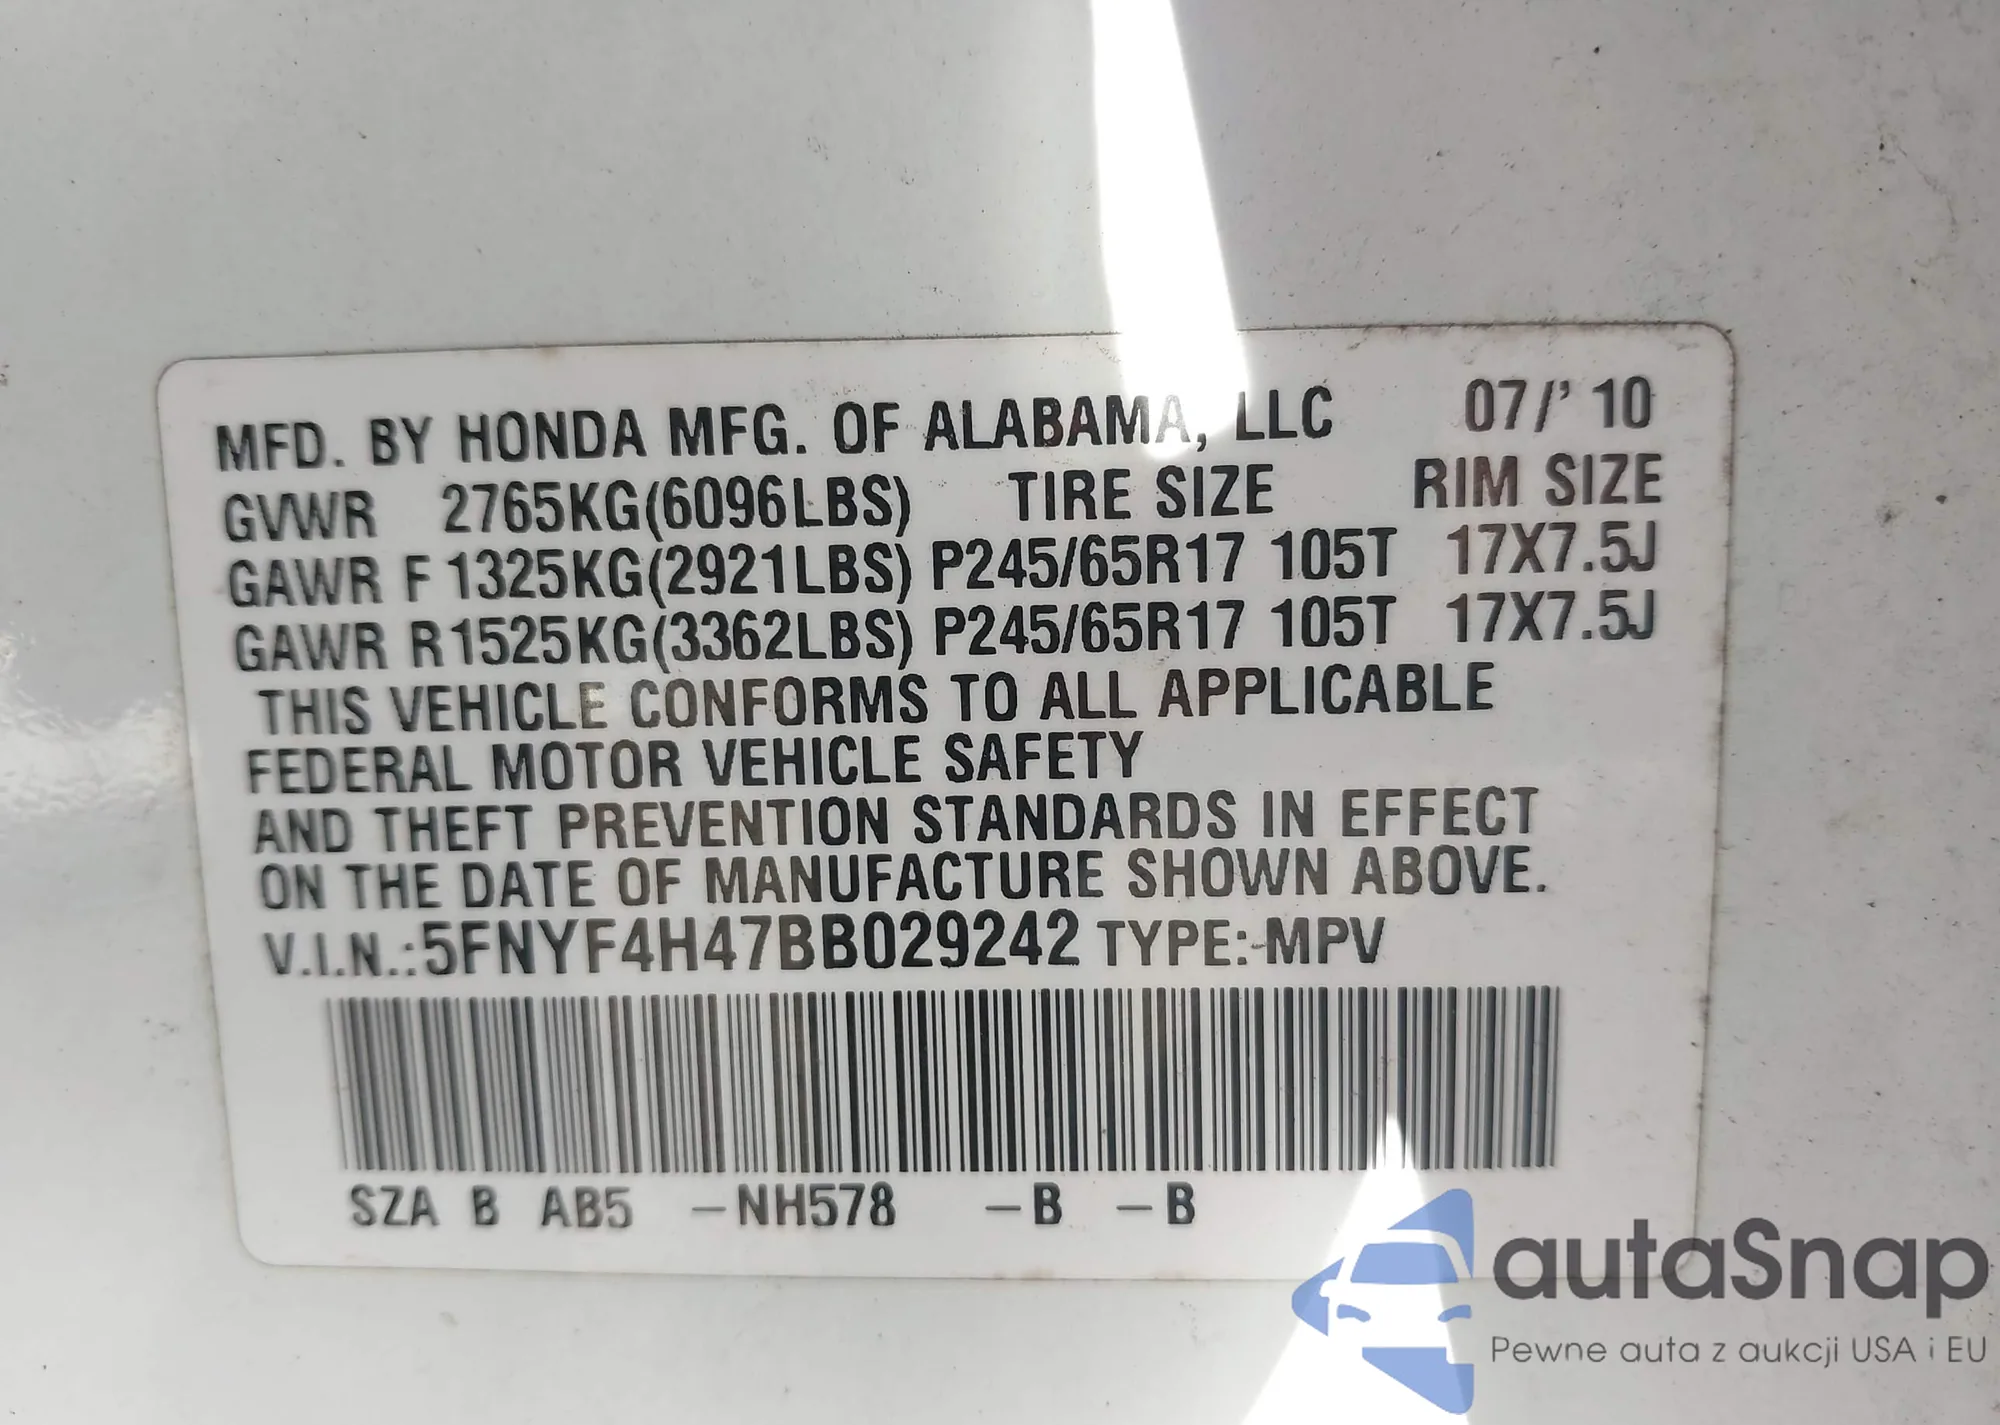 MFD. BY HONDA MFG. OF ALABAMA, LLC 07/'10
GVWR 2765KG(6096LBS) TIRE SIZE RIM SIZE
GAWR F 1325KG(2921LBS) P245/65R17 105T 17X7.5J
GAWR R1525KG(3362LBS) P245/65R17 105T 17X7.5J
THIS VEHICLE CONFORMS TO ALL APPLICABLE
FEDERAL MOTOR VEHICLE SAFETY
AND THEFT PREVENTION STANDARDS IN EFFECT
ON THE DATE OF MANUFACTURE SHOWN ABOVE.
V.I.N.:5FNYF4H47BB029242 TYPE:-MPV
SZA B AB5 -NH578 -B -B
autaSnap
Pewne auta z aukcji USA i EU